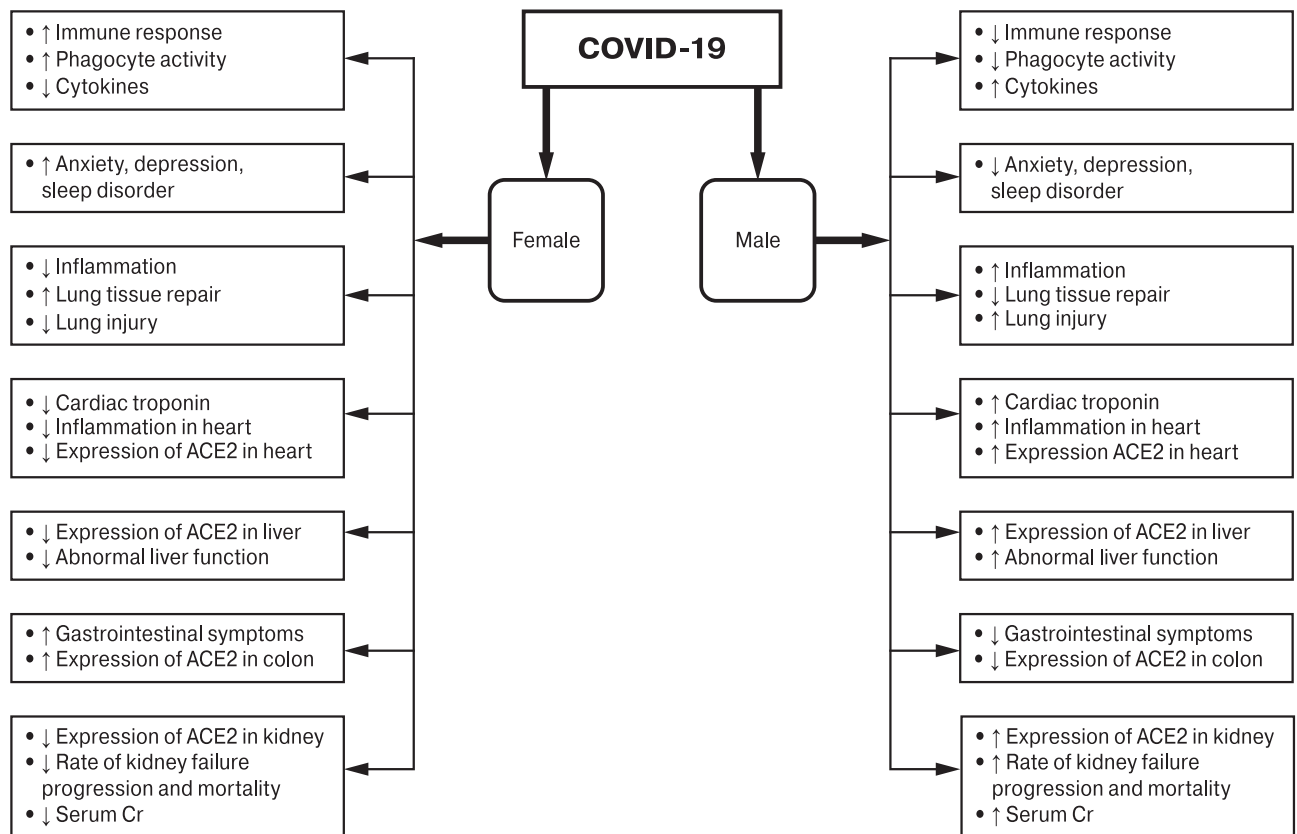 COVID-19
Female
Male
• ↑ Immune response
• ↑ Phagocyte activity
• ↓ Cytokines
• ↑ Anxiety, depression,
sleep disorder
• ↓ Inflammation
• ↑ Lung tissue repair
• ↓ Lung injury
• ↓ Cardiac troponin
• ↓ Inflammation in heart
• ↓ Expression of ACE2 in heart
• ↓ Expression of ACE2 in liver
• ↓ Abnormal liver function
• ↑ Gastrointestinal symptoms
• ↑ Expression of ACE2 in colon
• ↓ Expression of ACE2 in kidney
• ↓ Rate of kidney failure
progression and mortality
• ↓ Serum Cr
• ↓ Immune response
• ↓ Phagocyte activity
• ↑ Cytokines
• ↓ Anxiety, depression,
sleep disorder
• ↑ Inflammation
• ↓ Lung tissue repair
• ↑ Lung injury
• ↑ Cardiac troponin
• ↑ Inflammation in heart
• ↑ Expression ACE2 in heart
• ↑ Expression of ACE2 in liver
• ↑ Abnormal liver function
• ↓ Gastrointestinal symptoms
• ↓ Expression of ACE2 in colon
• ↑ Expression of ACE2 in kidney
• ↑ Rate of kidney failure
progression and mortality
• ↑ Serum Cr